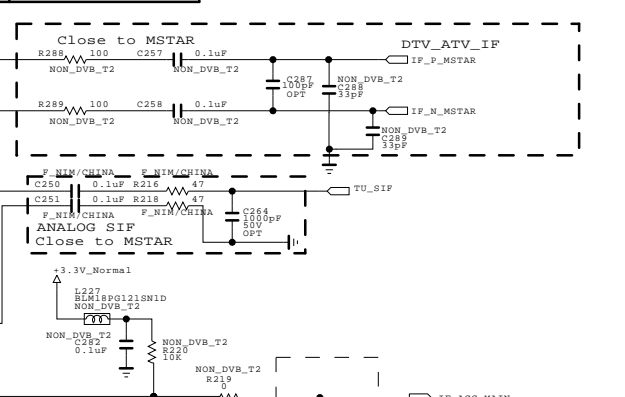 Close to MSTAR
DTV_ATV_IF
R288 100 C257 0.1uF
IF_P_MSTAR
NON_DVB_T2 NON_DVB_T2
C287
100pF
OPT
NON_DVB_T2
C288
33pF
R289 100 C258 0.1uF
IF_N_MSTAR
NON_DVB_T2 NON_DVB_T2
NON_DVB_T2
C289
33pF
F_NIM/CHINA F_NIM/CHINA
C250 0.1uF R216 47
TU_SIF
C251 0.1uF R218 47
F_NIM/CHINA F_NIM/CHINA
C264
1000pF
50V
OPT
ANALOG SIF
Close to MSTAR
+3.3V_Normal
L227
BLM18PG121SN1D
NON_DVB_T2
NON_DVB_T2
C282
0.1uF
NON_DVB_T2
R220
10K
NON_DVB_T2
R219
0
IF_AGC_MAIN